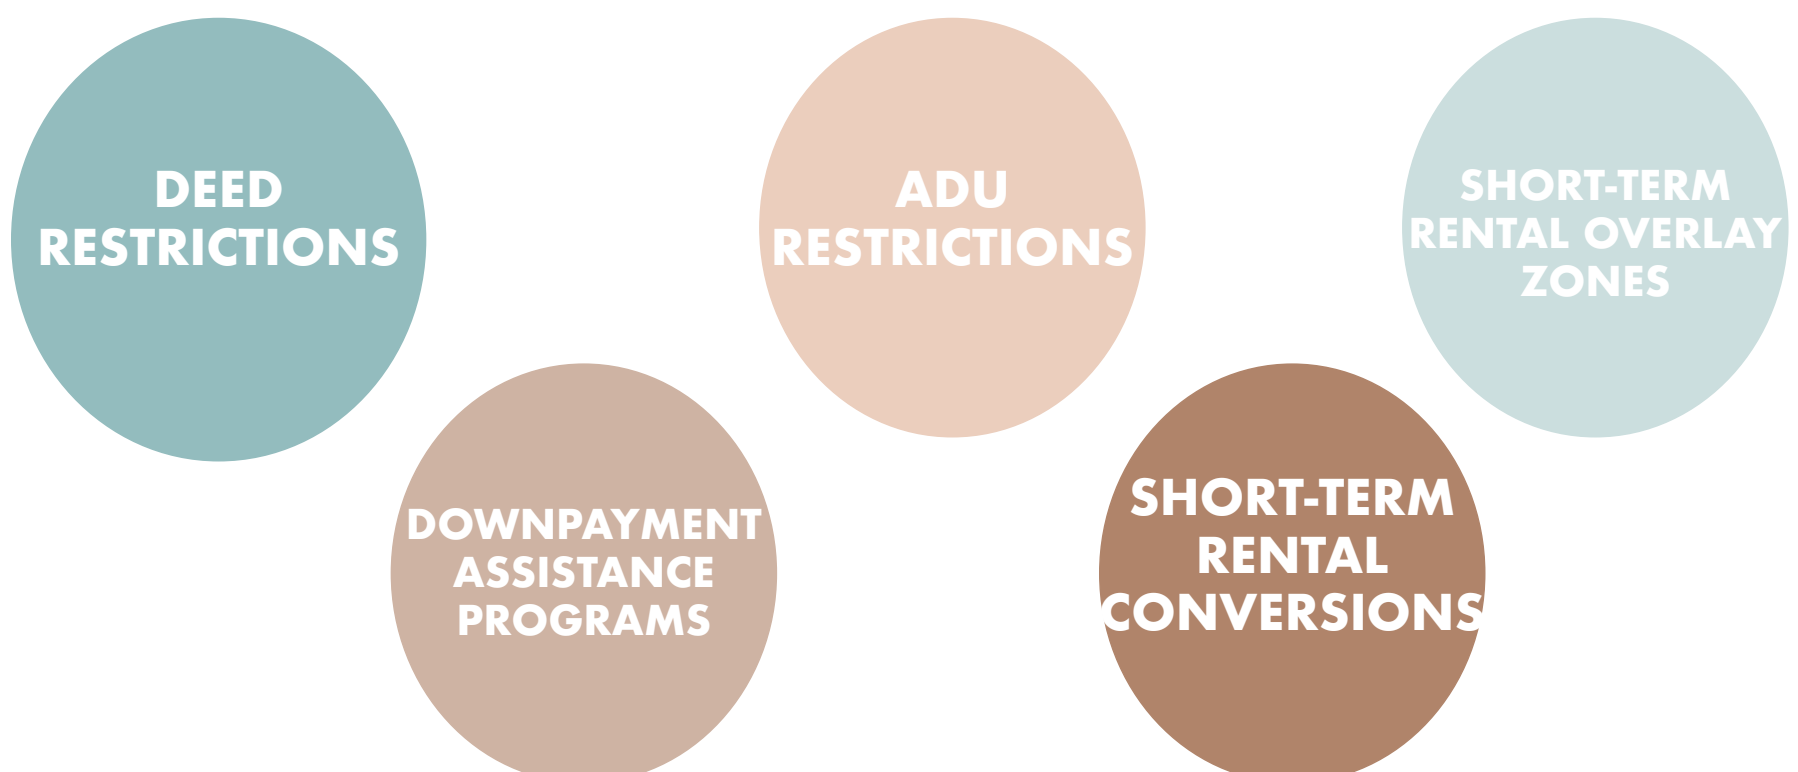 DEED
RESTRICTIONS
DOWNPAYMENT
ASSISTANCE
PROGRAMS
ADU
RESTRICTIONS
SHORT-TERM
RENTAL
CONVERSIONS
SHORT-TERM
RENTAL OVERLAY
ZONES